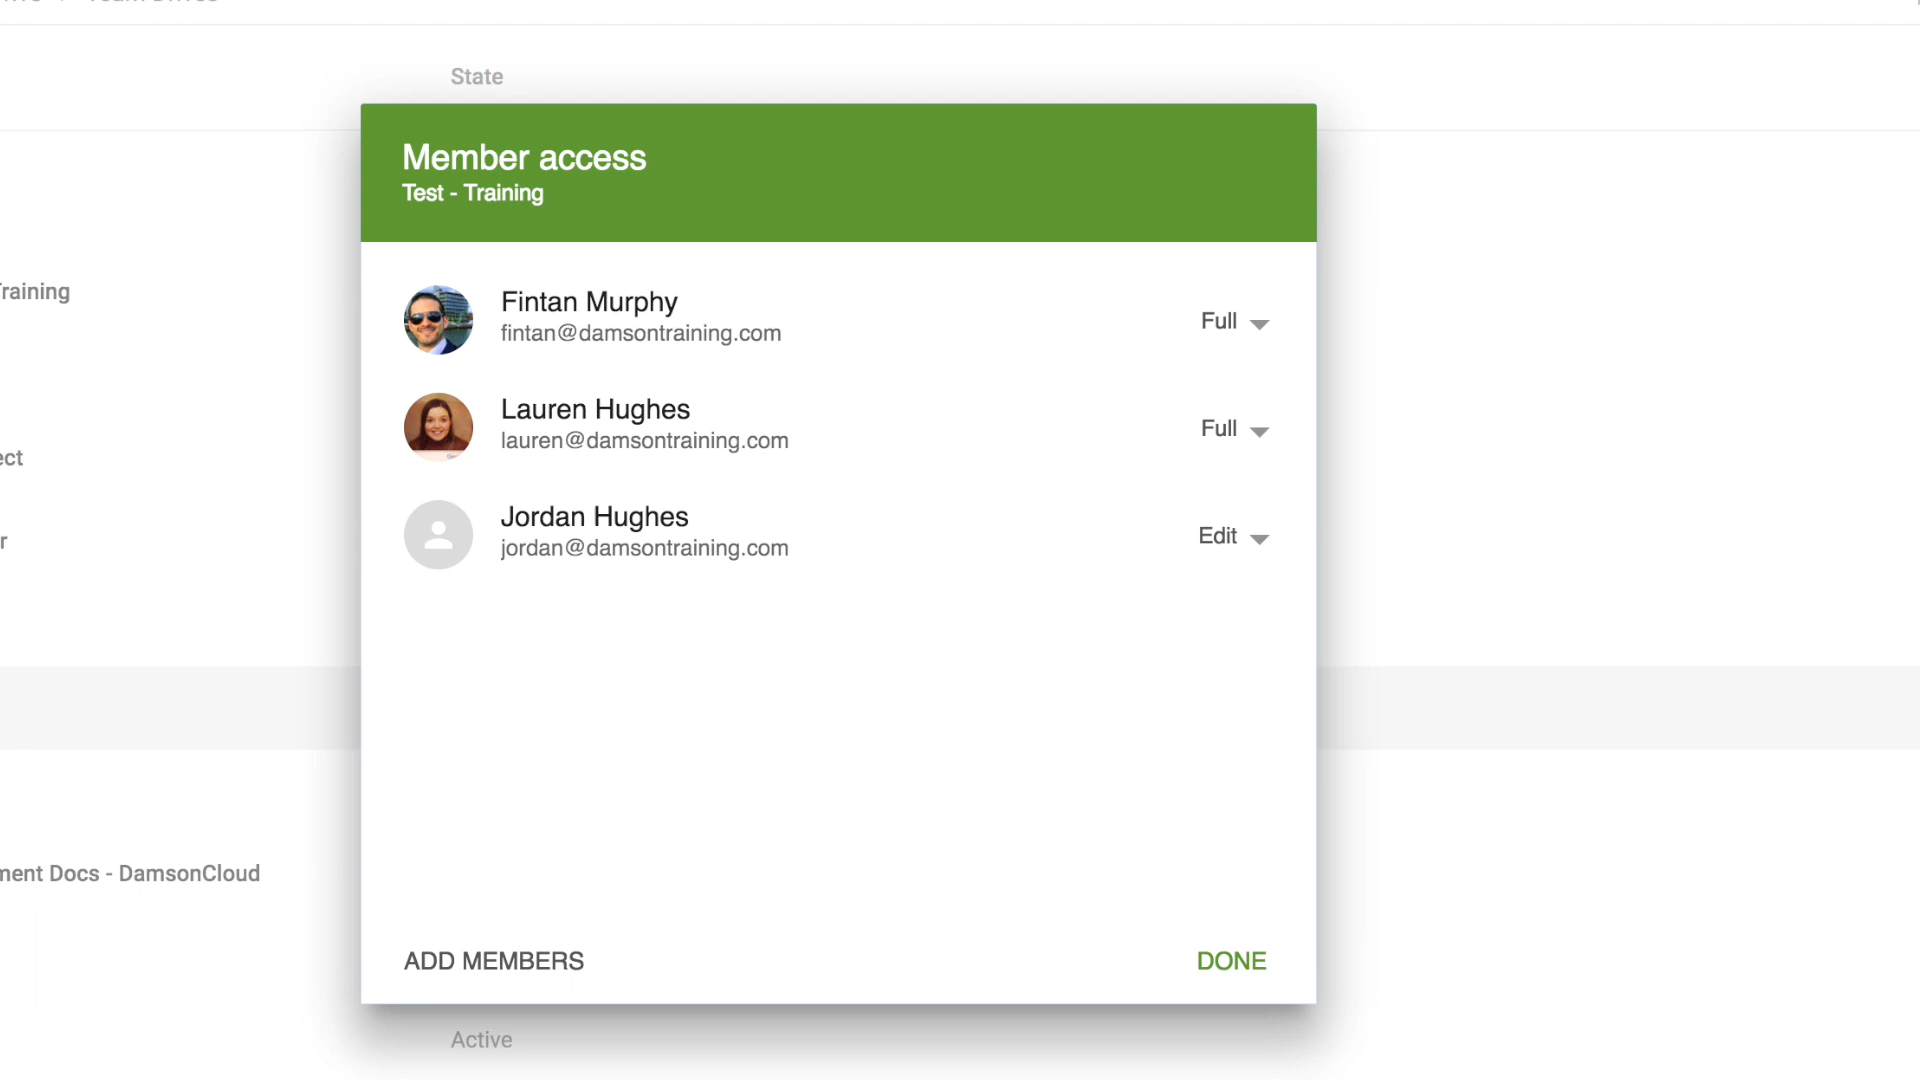 State
Member access
Test - Training
Training
Fintan Murphy
fintan@damsontraining.com
Full
Lauren Hughes
lauren@damsontraining.com
Full
ect
Jordan Hughes
jordan@damsontraining.com
Edit
r
ment Docs - DamsonCloud
ADD MEMBERS
DONE
Active